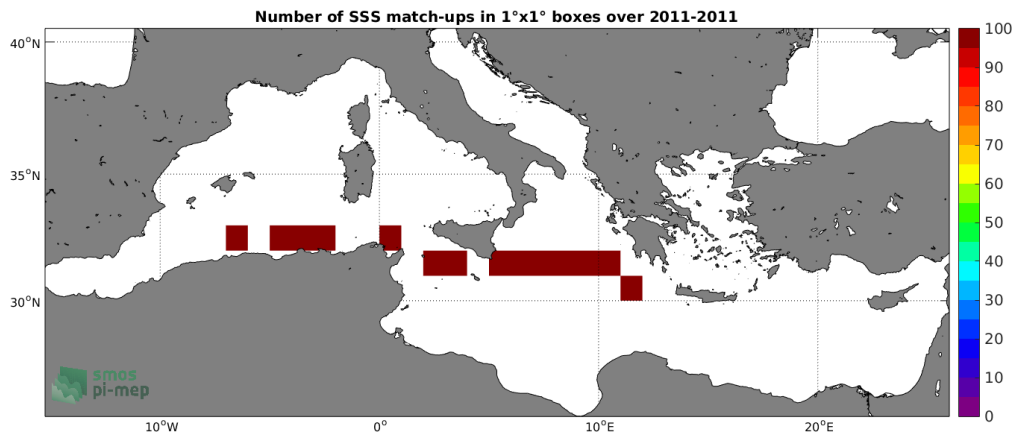 Number of SSS match-ups in 1°x1° boxes over 2011-2011
40°N
35°N
30°N
10°W
0°
10°E
20°E
100
90
80
70
60
50
40
30
20
10
0
smos
pi-mep